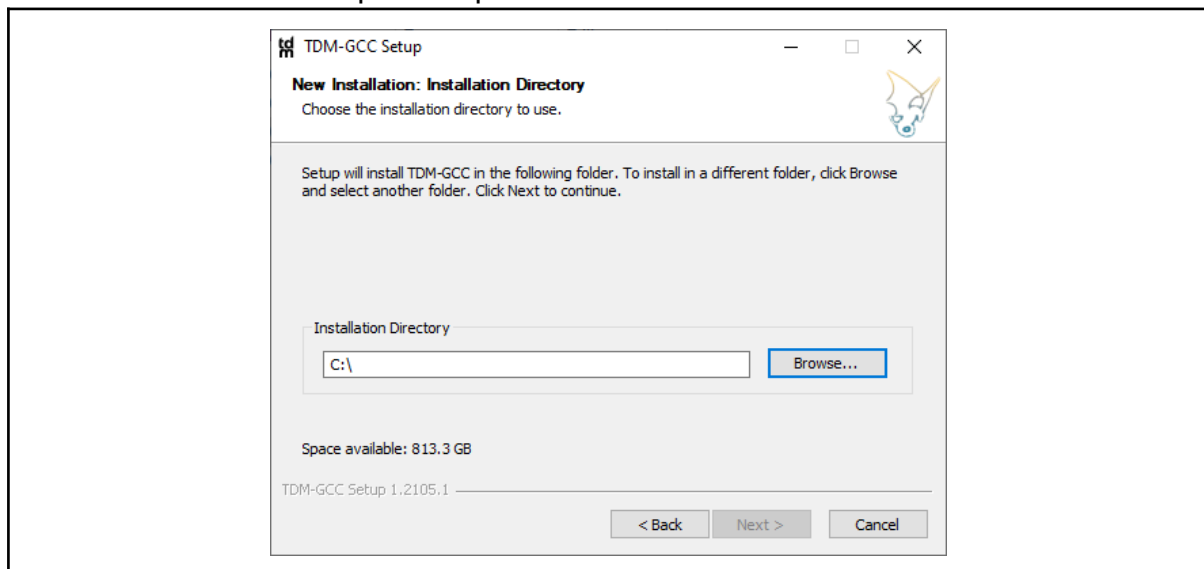 tdm TDM-GCC Setup
New Installation: Installation Directory
Choose the installation directory to use.
Setup will install TDM-GCC in the following folder. To install in a different folder, click Browse
and select another folder. Click Next to continue.
Installation Directory
C:\
Browse...
Space available: 813.3 GB
TDM-GCC Setup 1.2105.1
< Back
Next >
Cancel